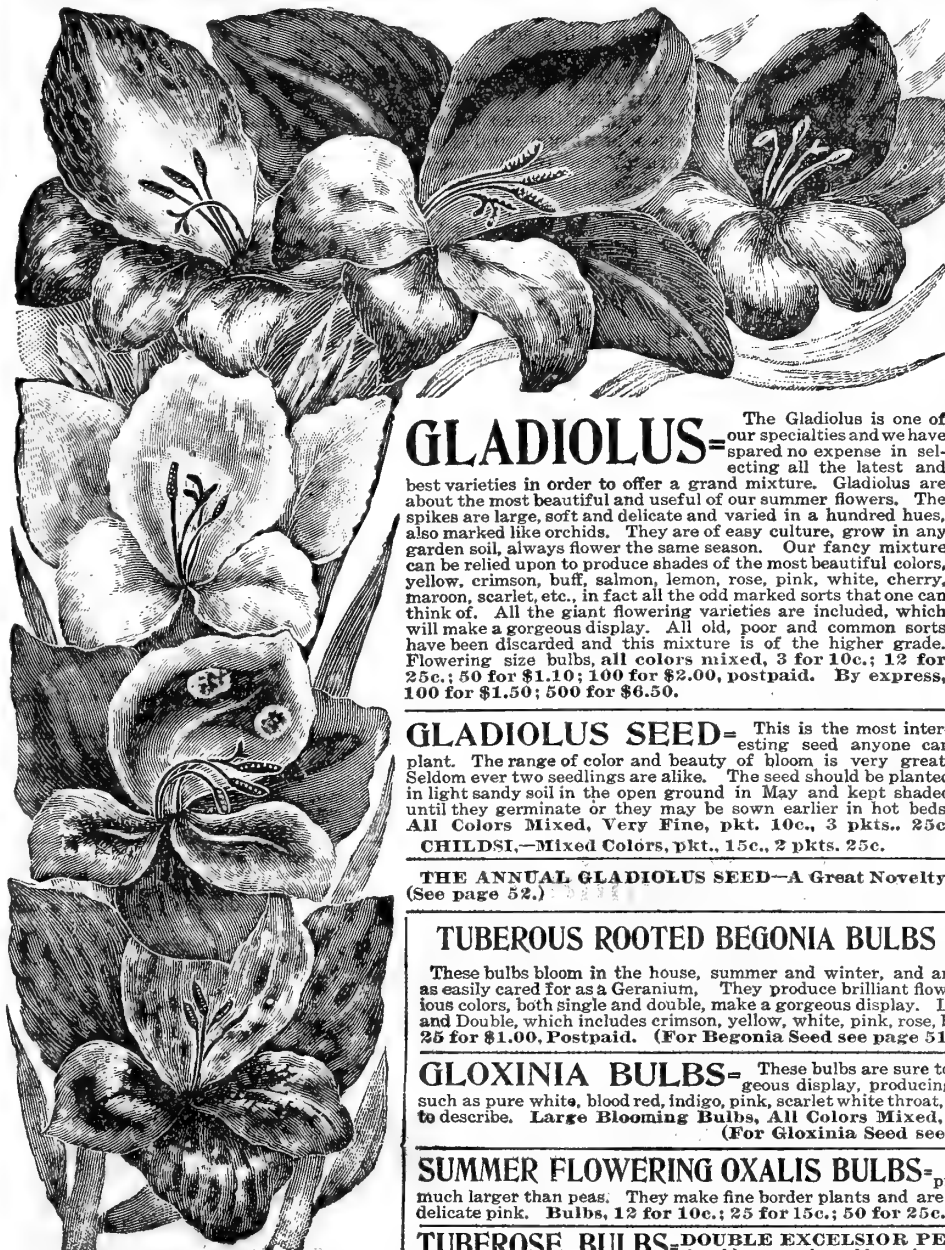 GLADIOLUS= The Gladiolus is one of
our specialties and we have
spared no expense in sel-
ecting all the latest and
best varieties in order to offer a grand mixture. Gladiolus are
about the most beautiful and useful of our summer flowers. The
spikes are large, soft and delicate and varied in a hundred hues,
also marked like orchids. They are of easy culture, grow in any
garden soil, always flower the same season. Our fancy mixture
can be relied upon to produce shades of the most beautiful colors,
yellow, crimson, buff, salmon, lemon, rose, pink, white, cherry,
maroon, scarlet, etc., in fact all the odd marked sorts that one can
think of. All the giant flowering varieties are included, which
will make a gorgeous display. All old, poor and common sorts
have been discarded and this mixture is of the higher grade.
Flowering size bulbs, all colors mixed, 3 for 10c.; 12 for
25c.; 50 for $1.10; 100 for $2.00, postpaid. By express,
100 for $1.50; 500 for $6.50.
GLADIOLUS SEED= This is the most inter-
esting seed anyone can
plant. The range of color and beauty of bloom is very great
Seldom ever two seedlings are alike. The seed should be planted
in light sandy soil in the open ground in May and kept shaded
until they germinate or they may be sown earlier in hot beds
All Colors Mixed, Very Fine, pkt. 10c., 3 pkts.. 25c
CHILDSI,—Mixed Colors, pkt., 15c., 2 pkts. 25c.
THE ANNUAL GLADIOLUS SEED—A Great Novelty
(See page 52.)
TUBEROUS ROOTED BEGONIA BULBS
These bulbs bloom in the house, summer and winter, and ar
as easily cared for as a Geranium, They produce brilliant flow
ious colors, both single and double, make a gorgeous display.
and Double, which includes crimson, yellow, white, pink, rose,
25 for $1.00, Postpaid. (For Begonia Seed see page 51
GLOXINIA BULBS= These bulbs are sure to
geous display, producing
such as pure white, blood red, indigo, pink, scarlet white throat,
to describe. Large Blooming Bulbs, All Colors Mixed,
(For Gloxinia Seed see
SUMMER FLOWERING OXALIS BULBS= p
much larger than peas. They make fine border plants and are
delicate pink. Bulbs, 12 for 10c.; 25 for 15c.; 50 for 25c.
TUBEROSE BULBS=DOUBLE EXCELSIOR PE